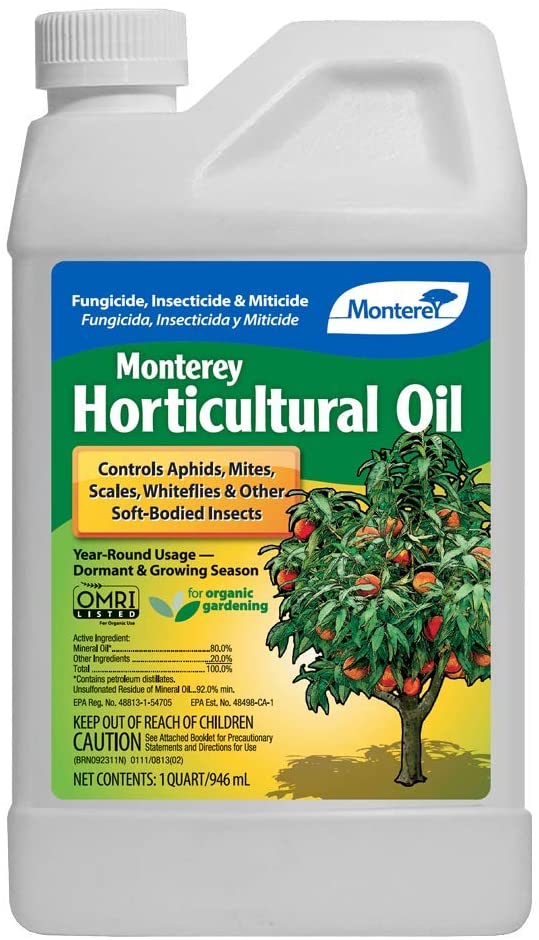 Fungicide, Insecticide & Miticide
Fungicida, Insecticida y Miticide
Monterey
Monterey
Horticultural Oil
Controls Aphids, Mites,
Scales, Whiteflies & Other
Soft-Bodied Insects
Year-Round Usage —
Dormant & Growing Season
OMRI
LISTED
For Organic Use
for organic
gardening
Active Ingredient:
Mineral Oil*...................................80.0%
Other Ingredients ........................20.0%
Total ..............................................100.0%
*Contains petroleum distillates.
Unsulfonated Residue of Mineral Oil...92.0% min.
EPA Reg. No. 48813-1-54705 EPA Est. No. 48498-CA-1
KEEP OUT OF REACH OF CHILDREN
CAUTION See Attached Booklet for Precautionary
Statements and Directions for Use
(BRN092311N) 0111/0813(02)
NET CONTENTS: 1 QUART/946 mL